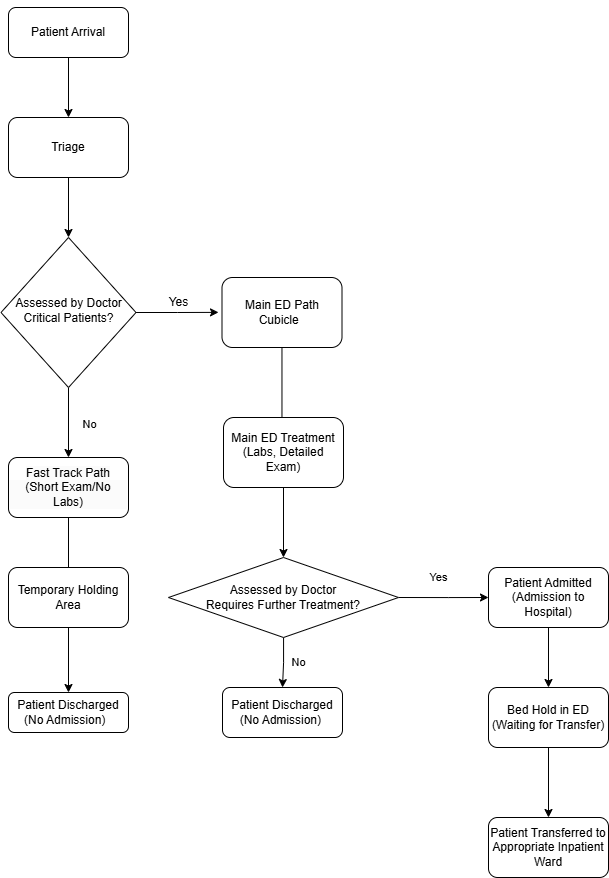 Patient Arrival
Triage
Assessed by Doctor
Critical Patients?
Yes
Main ED Path
Cubicle
No
Main ED Treatment
(Labs, Detailed
Exam)
Fast Track Path
(Short Exam/No
Labs)
Temporary Holding
Area
Assessed by Doctor
Requires Further Treatment?
Yes
Patient Admitted
(Admission to
Hospital)
No
Patient Discharged
(No Admission)
Patient Discharged
(No Admission)
Bed Hold in ED
(Waiting for Transfer)
Patient Transferred to
Appropriate Inpatient
Ward